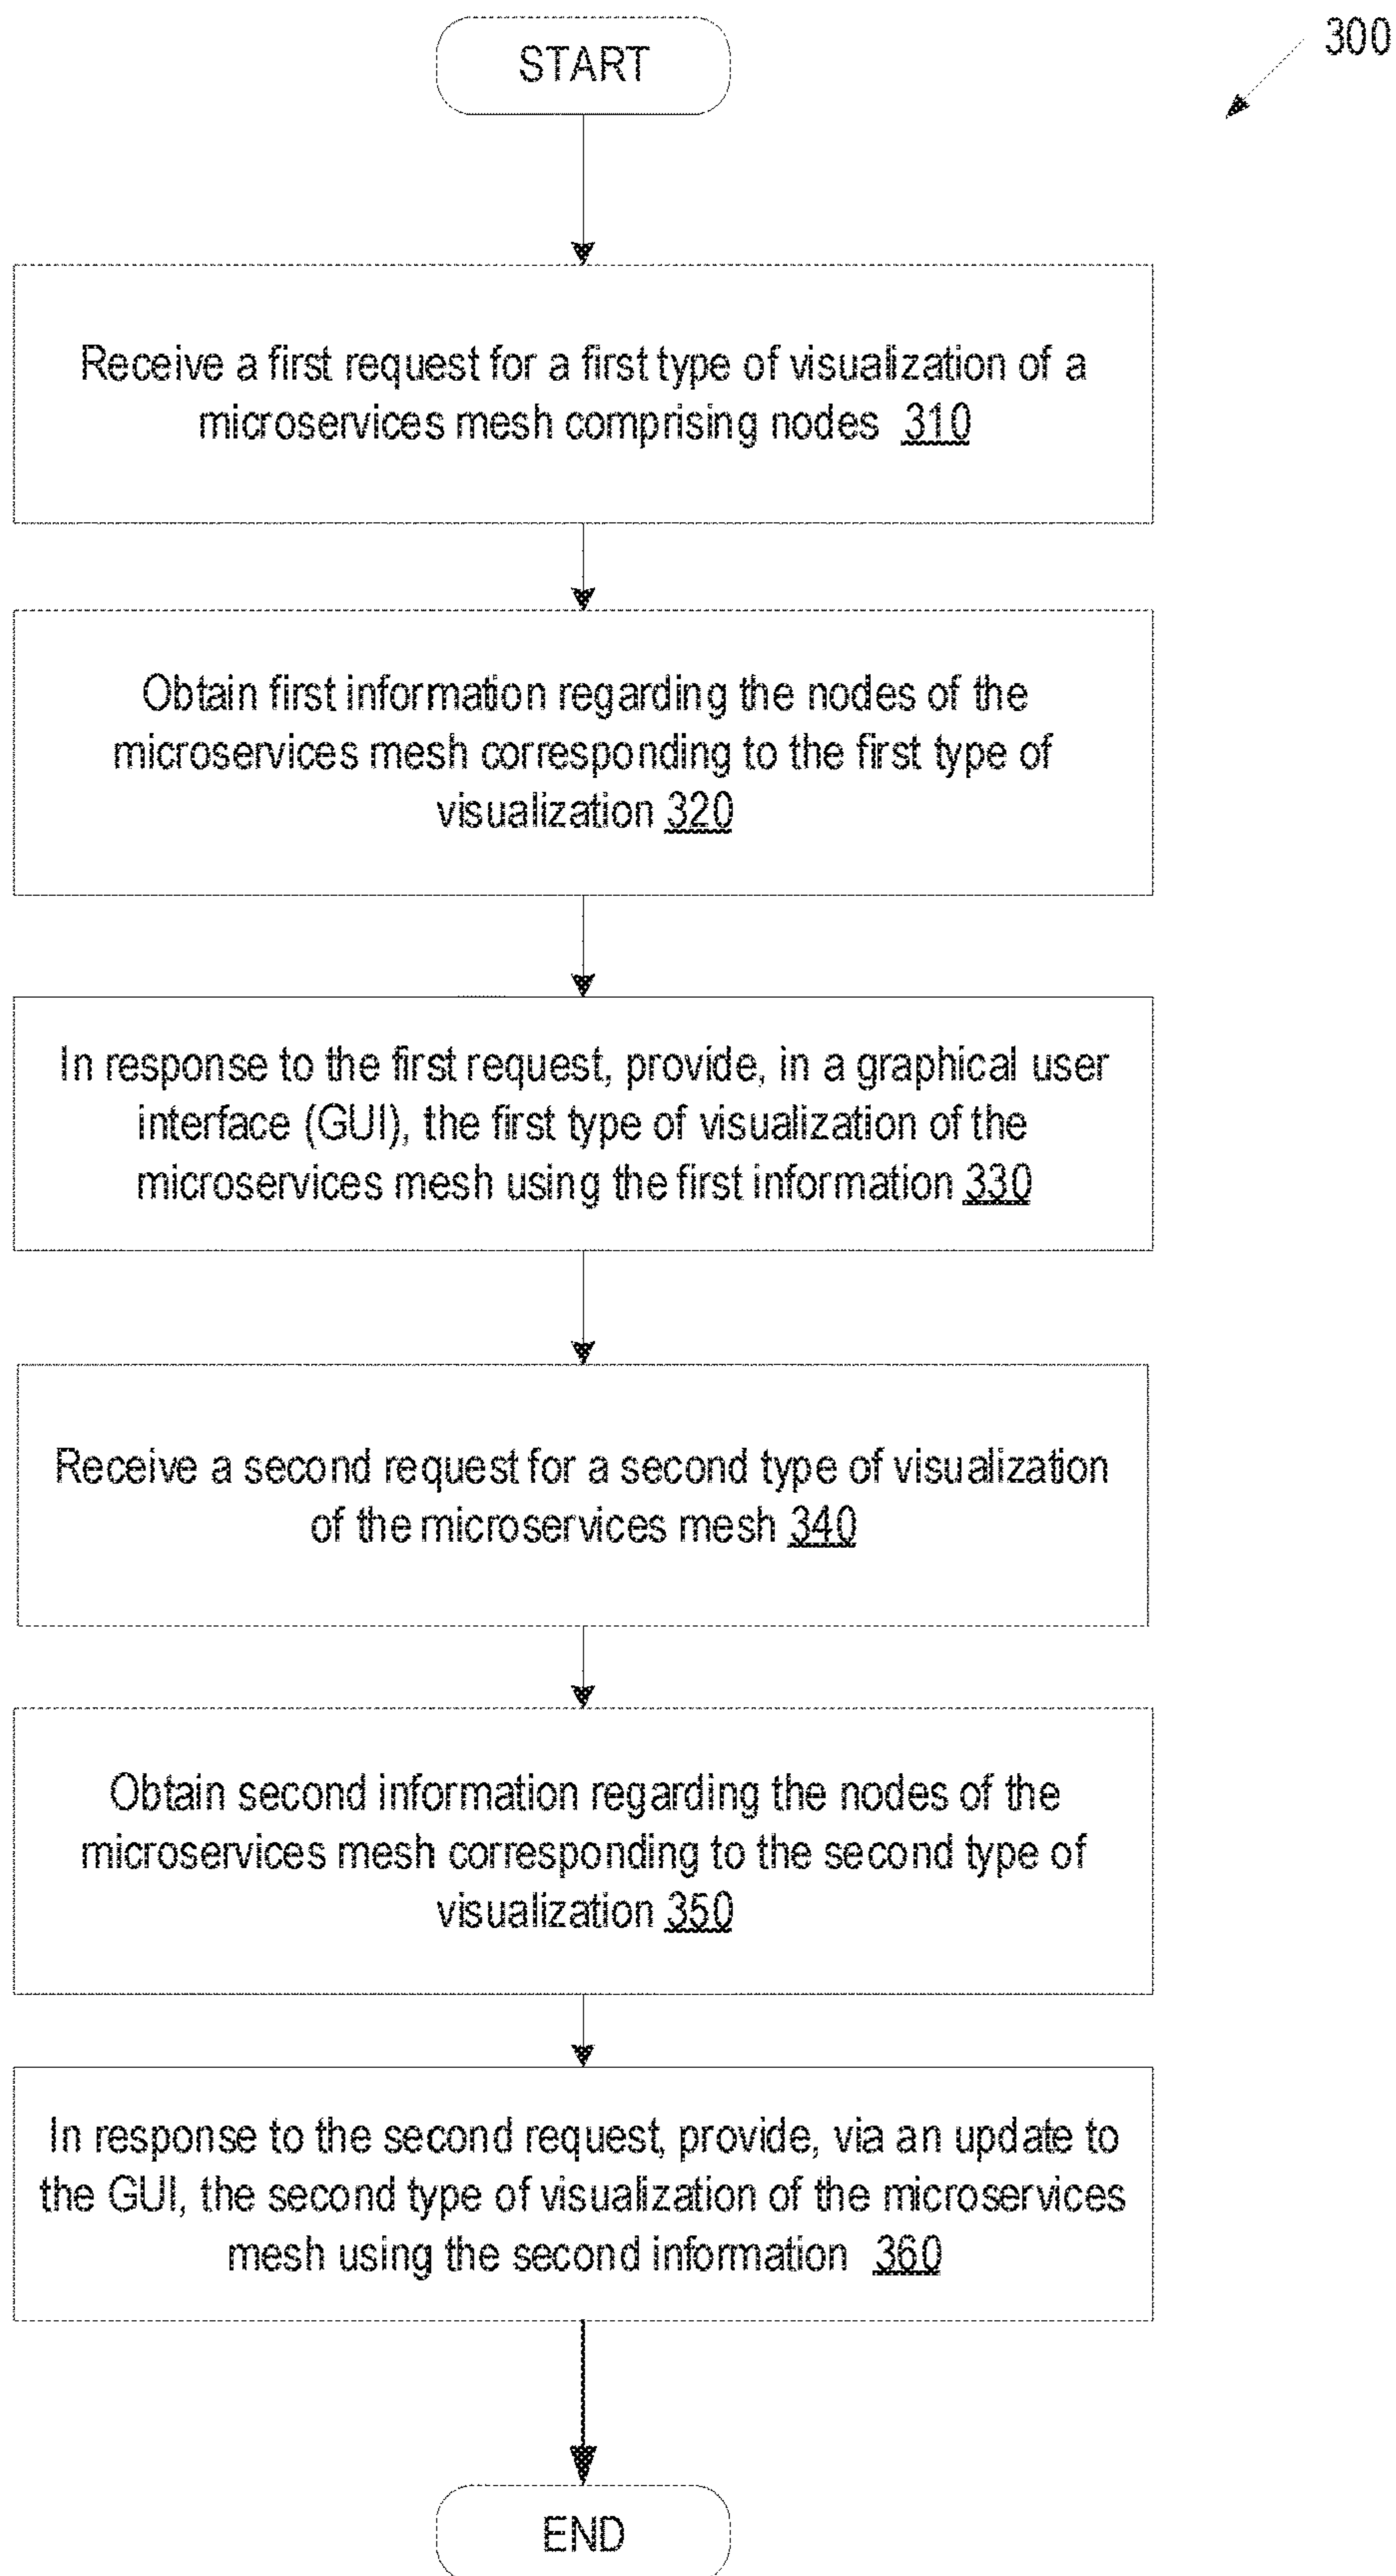 START
300
Receive a first request for a first type of visualization of a
microservices mesh comprising nodes 310
Obtain first information regarding the nodes of the
microservices mesh corresponding to the first type of
visualization 320
In response to the first request, provide, in a graphical user
interface (GUI), the first type of visualization of the
microservices mesh using the first information 330
Receive a second request for a second type of visualization
of the microservices mesh 340
Obtain second information regarding the nodes of the
microservices mesh corresponding to the second type of
visualization 350
In response to the second request, provide, via an update to
the GUI, the second type of visualization of the microservices
mesh using the second information 360
END